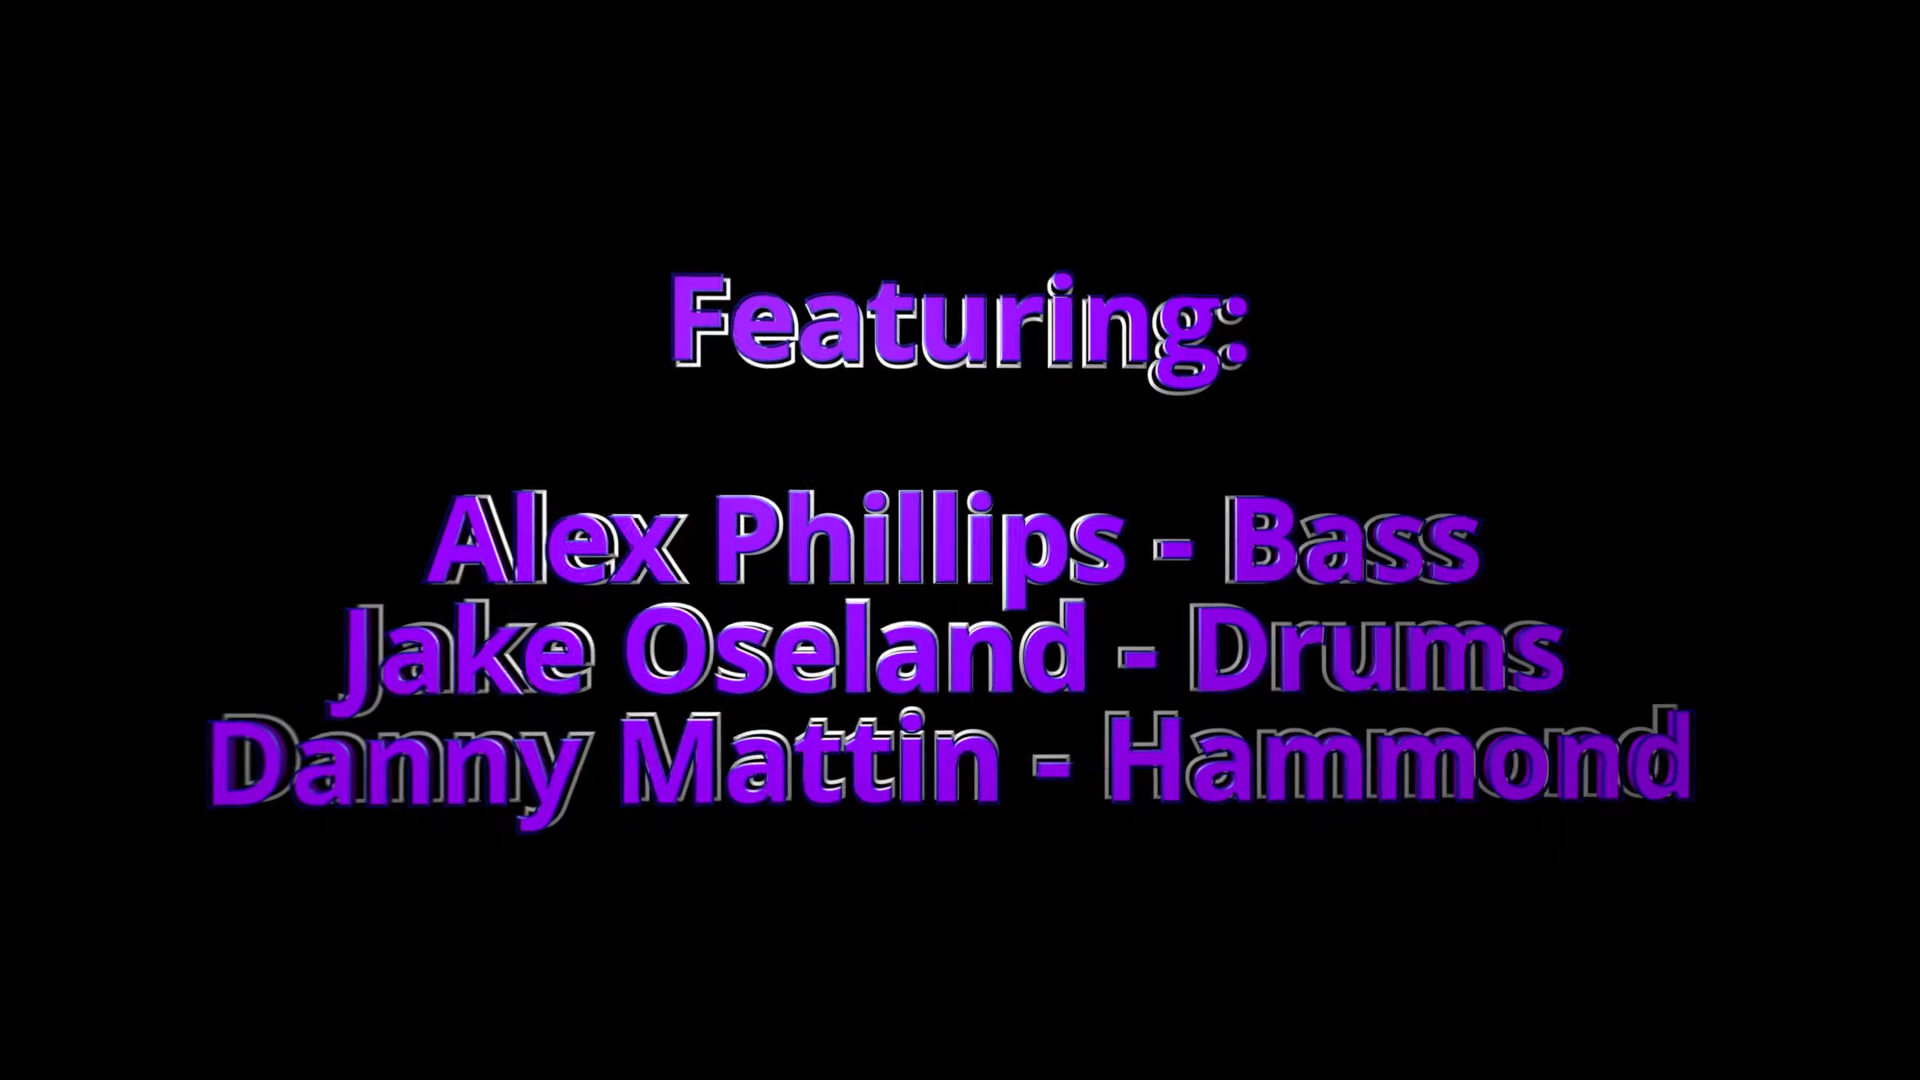 Featuring:
Alex Phillips - Bass
Jake Oseland - Drums
Danny Mattin - Hammond